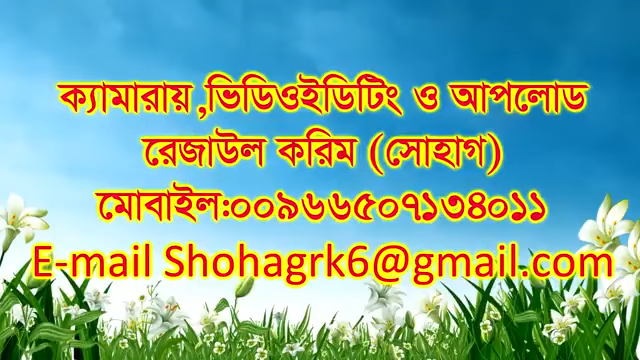 ক্যামারায়,ভিডিওইডিটিং ও আপলোড
রেজাউল করিম (সোহাগ)
মোবাইল:০০৯৬৬৫০৭১৩৪০১১
E-mail Shohagrk6@gmail.com